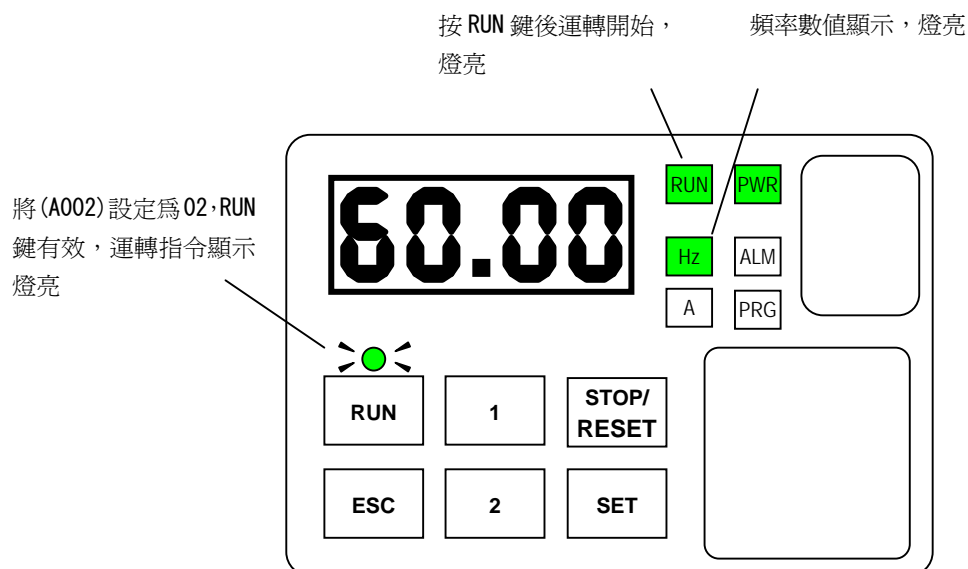 按 RUN 鍵後運轉開始，
燈亮
頻率數值顯示，燈亮
將(A002)設定為02，RUN
鍵有效，運轉指令顯示
燈亮
60.00
RUN PWR
Hz ALM
A PRG
RUN 1 STOP/
RESET
ESC 2 SET